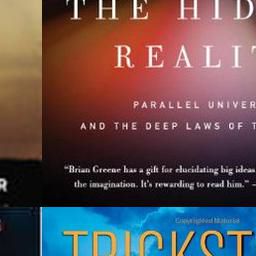 THE HID
REALIT
PARALLEL UNIVER
AND THE DEEP LAWS OF T
“Brian Greene has a gift for elucidating big ideas
the imagination. It’s rewarding to read him.” –
R
Copyrighted Material
TRICKST